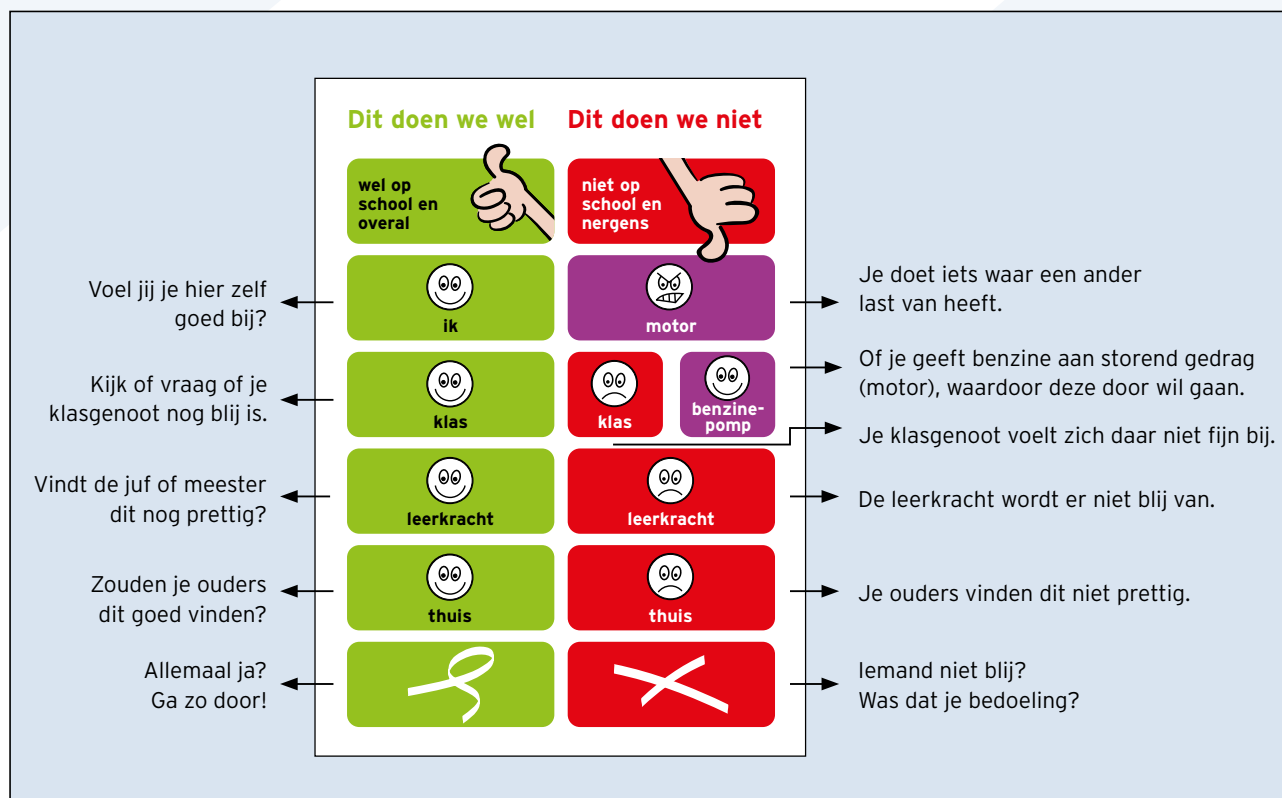 Dit doen we wel
Dit doen we niet
wel op
school en
overal
niet op
school en
nergens
Voel jij je hier zelf
goed bij?
ik
motor
Je doet iets waar een ander
last van heeft.
Kijk of vraag of je
klasgenoot nog blij is.
klas
klas
benzine-
pomp
Of je geeft benzine aan storend gedrag
(motor), waardoor deze door wil gaan.
Je klasgenoot voelt zich daar niet fijn bij.
Vindt de juf of meester
dit nog prettig?
leerkracht
leerkracht
De leerkracht wordt er niet blij van.
Zouden je ouders
dit goed vinden?
thuis
thuis
Je ouders vinden dit niet prettig.
Allemaal ja?
Ga zo door!
Iemand niet blij?
Was dat je bedoeling?